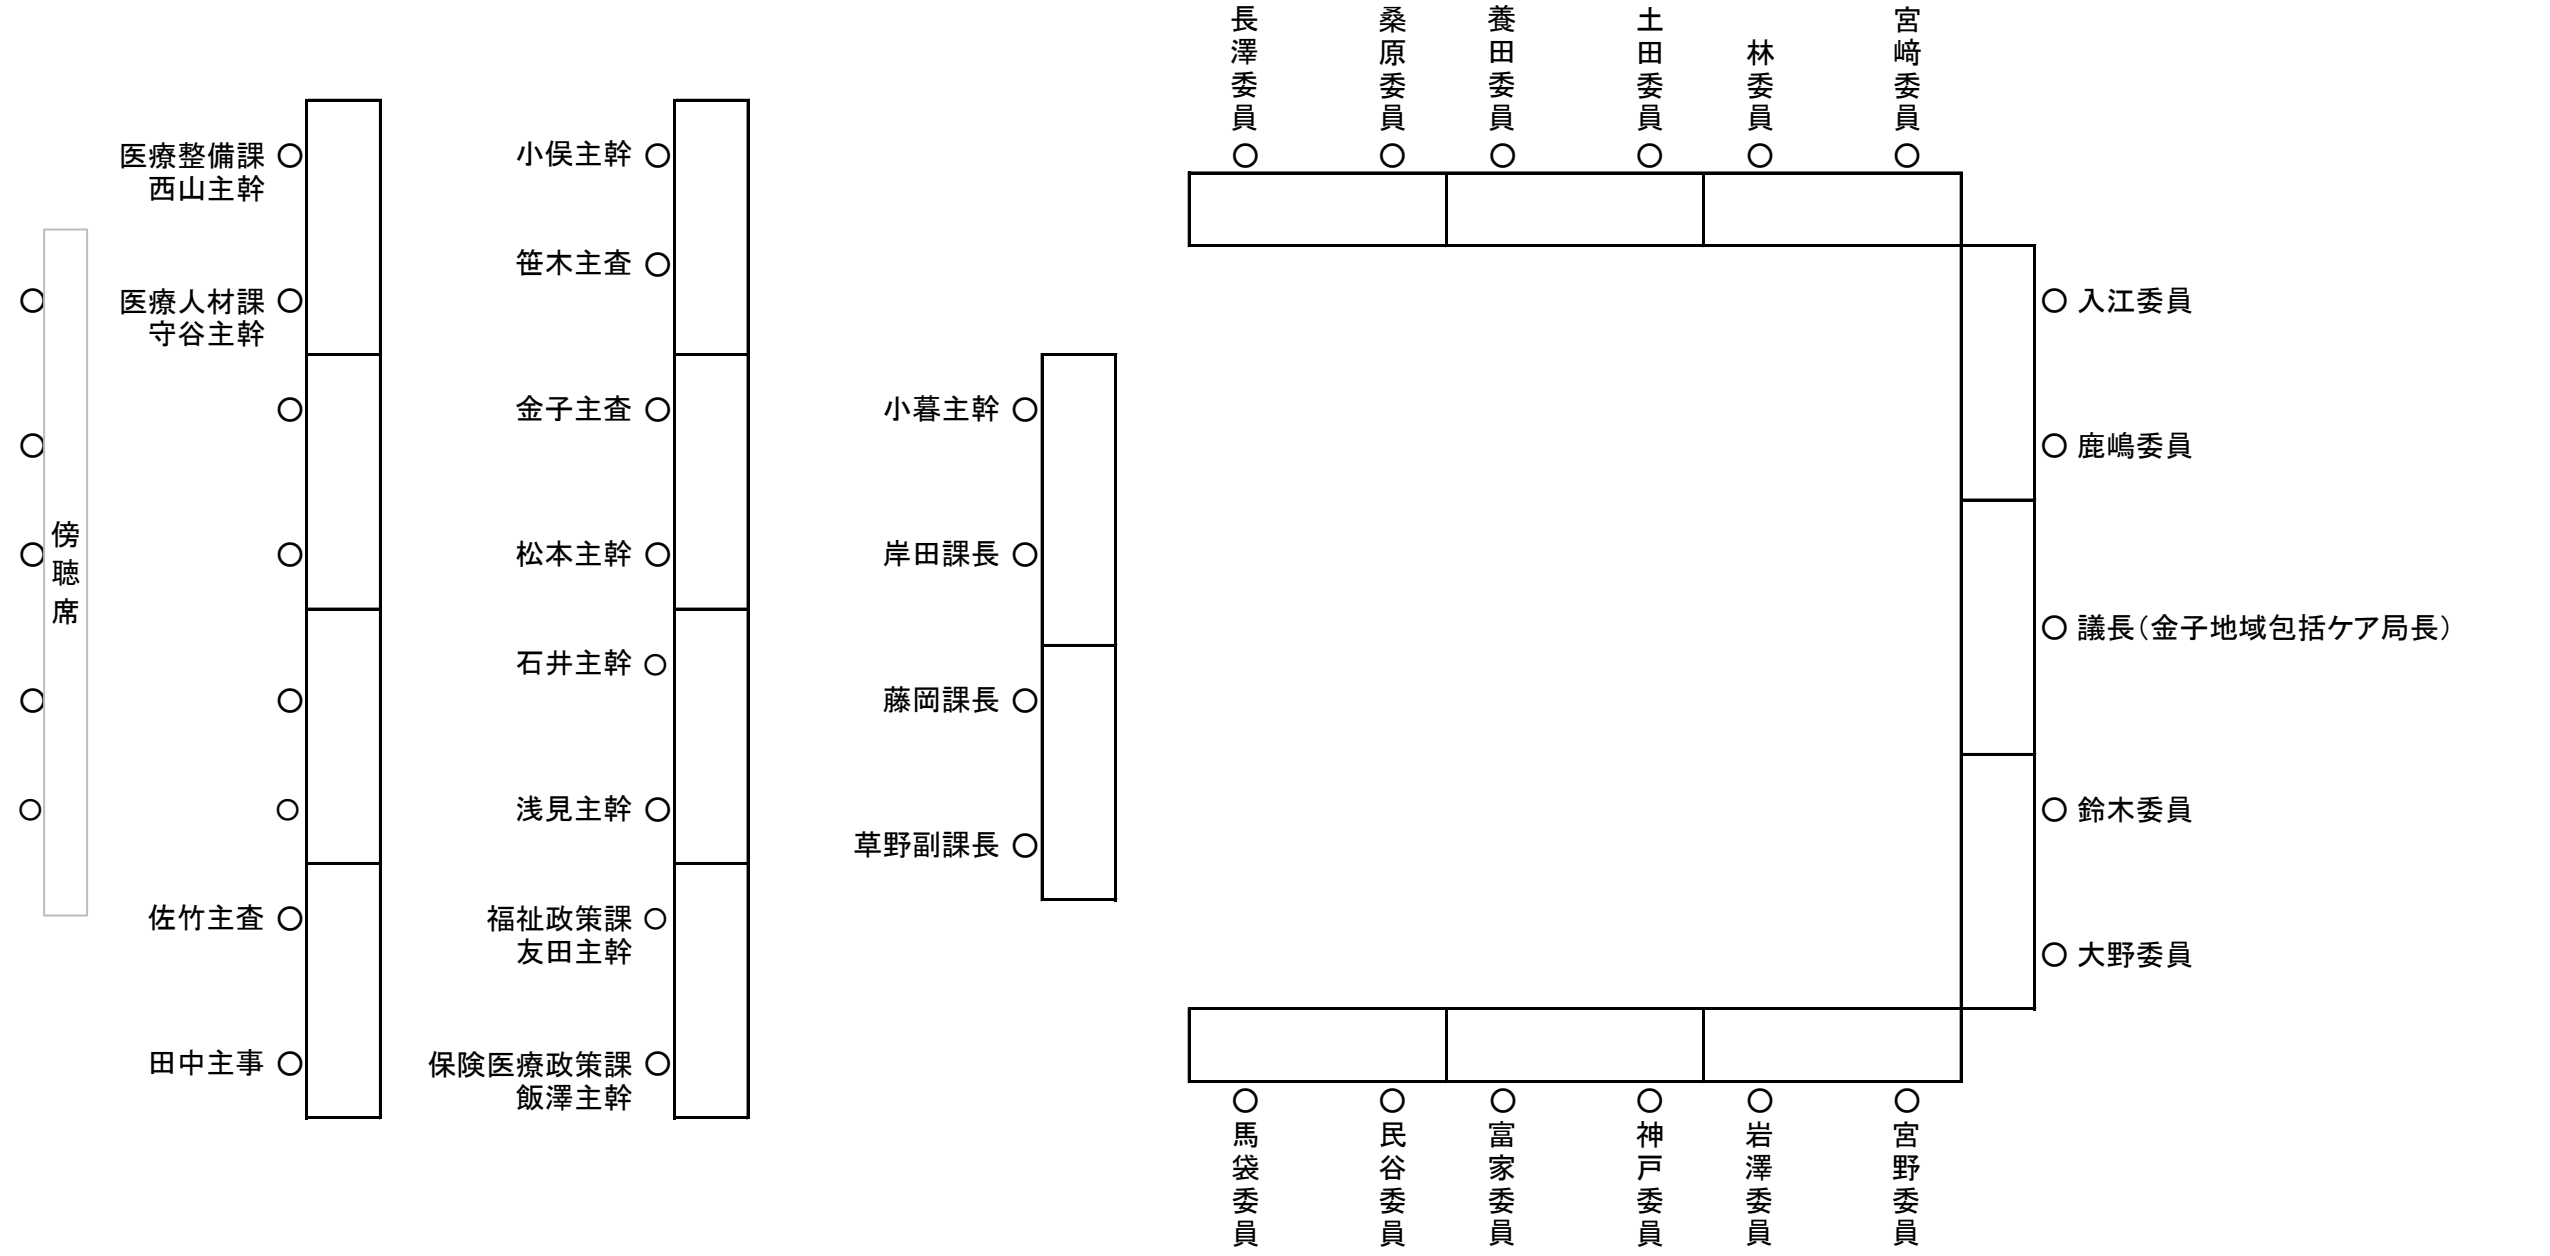 長澤委員
桑原委員
養田委員
土田委員
林委員
宮﨑委員
医療整備課
西山主幹
医療人材課
守谷主幹
佐竹主査
田中主事
傍聴席
小俣主幹
笹木主査
金子主査
松本主幹
石井主幹
浅見主幹
福祉政策課
友田主幹
保険医療政策課
飯澤主幹
小暮主幹
岸田課長
藤岡課長
草野副課長
入江委員
鹿嶋委員
議長（金子地域包括ケア局長）
鈴木委員
大野委員
馬袋委員
民谷委員
富家委員
神戸委員
岩澤委員
宮野委員